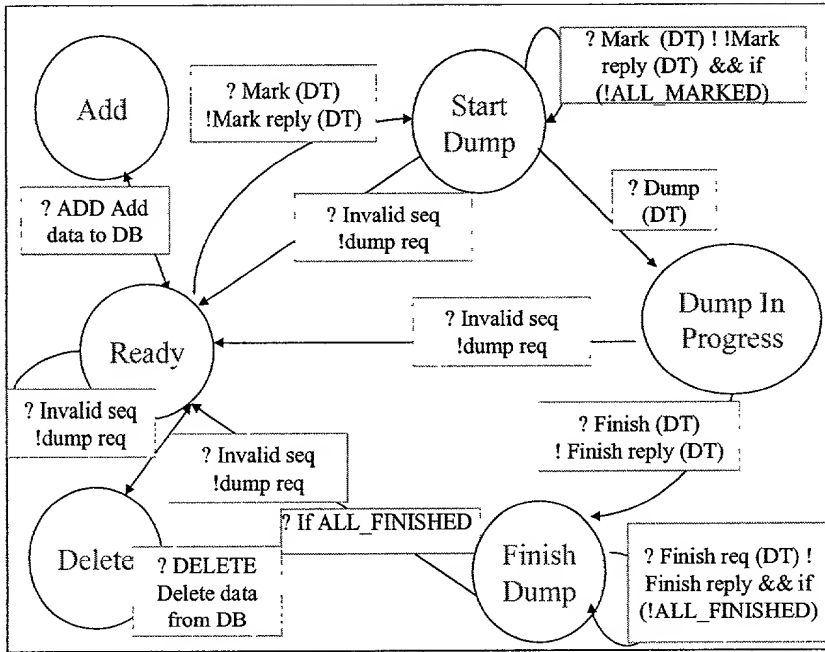 Add
? Mark (DT)
!Mark reply (DT)
Start
Dump
? Mark (DT) ! !Mark
reply (DT) && if
(!ALL_MARKED)
? ADD Add
data to DB
? Invalid seq
!dump req
? Dump
(DT)
Ready
? Invalid seq
!dump req
Dump In
Progress
? Invalid seq
!dump req
? Invalid seq
!dump req
? Finish (DT)
! Finish reply (DT)
? If ALL_FINISHED
Delete
? DELETE
Delete data
from DB
Finish
Dump
? Finish req (DT) !
Finish reply && if
(!ALL_FINISHED)